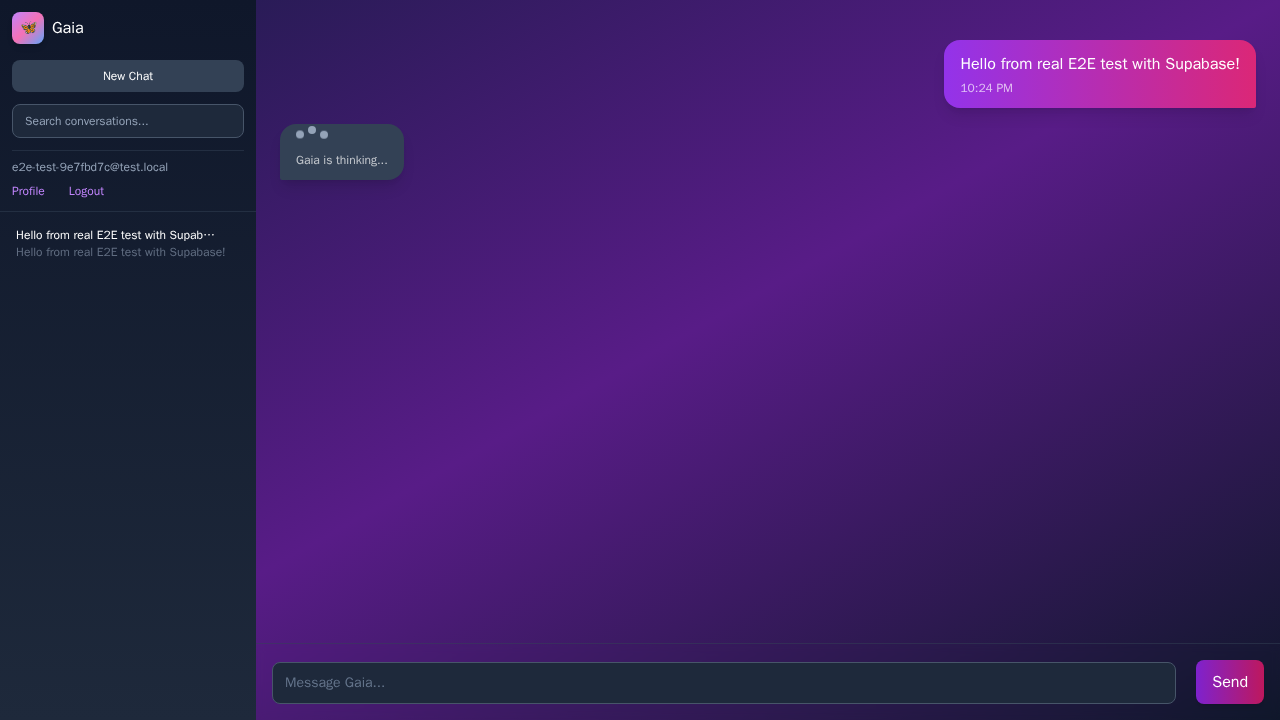 Gaia
New Chat
Search conversations...
e2e-test-9e7fbd7c@test.local
Profile Logout
Hello from real E2E test with Supab...
Hello from real E2E test with Supabase!
Hello from real E2E test with Supabase!
10:24 PM
Gaia is thinking...
Message Gaia...
Send